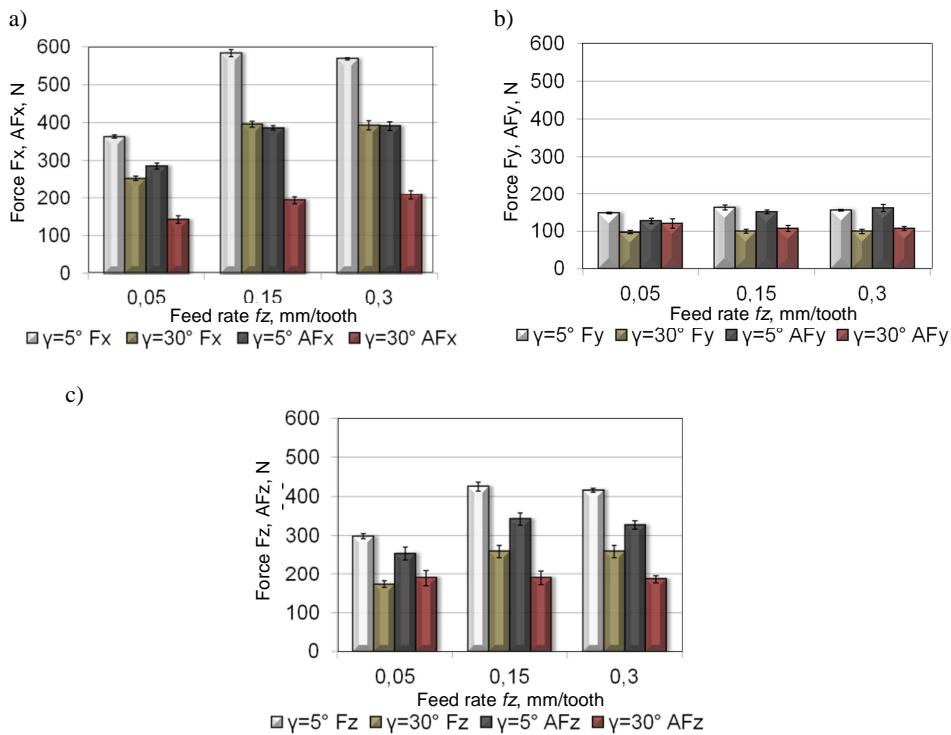 a)
Force Fx, AFx, N
600
500
400
300
200
100
0
0,05 0,15 0,3
Feed rate fz, mm/tooth
γ=5° Fx γ=30° Fx γ=5° AFx γ=30° AFx
b)
Force Fy, AFy, N
600
500
400
300
200
100
0
0,05 0,15 0,3
Feed rate fz, mm/tooth
γ=5° Fy γ=30° Fy γ=5° AFy γ=30° AFy
c)
Force Fz, AFz, N
600
500
400
300
200
100
0
0,05 0,15 0,3
Feed rate fz, mm/tooth
γ=5° Fz γ=30° Fz γ=5° AFz γ=30° AFz